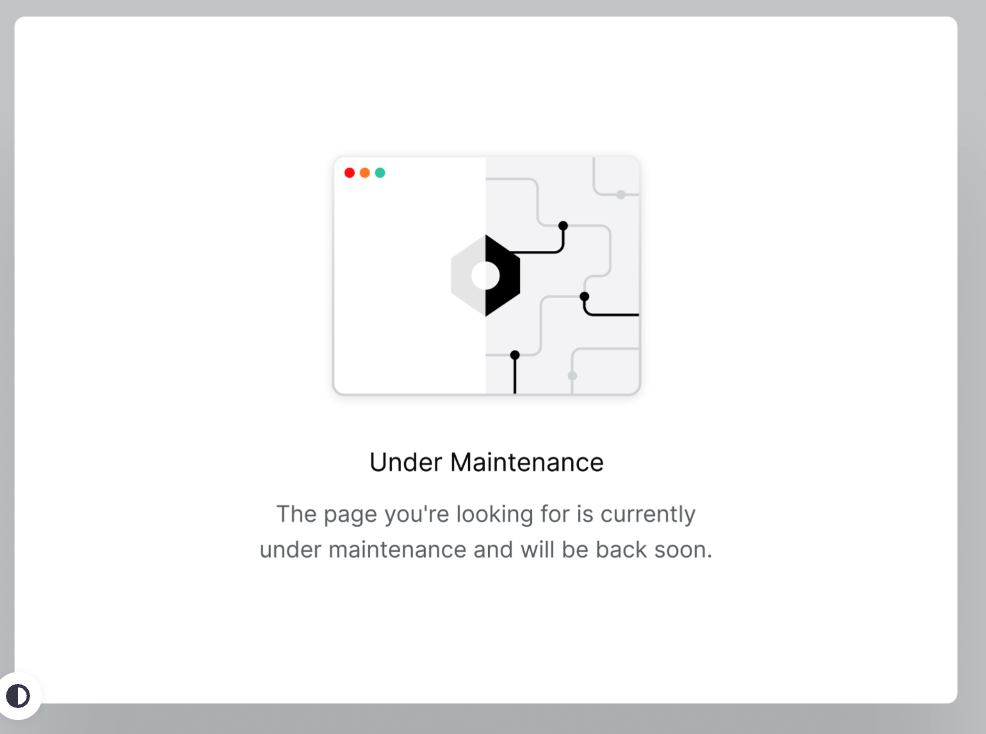 Under Maintenance
The page you're looking for is currently
under maintenance and will be back soon.